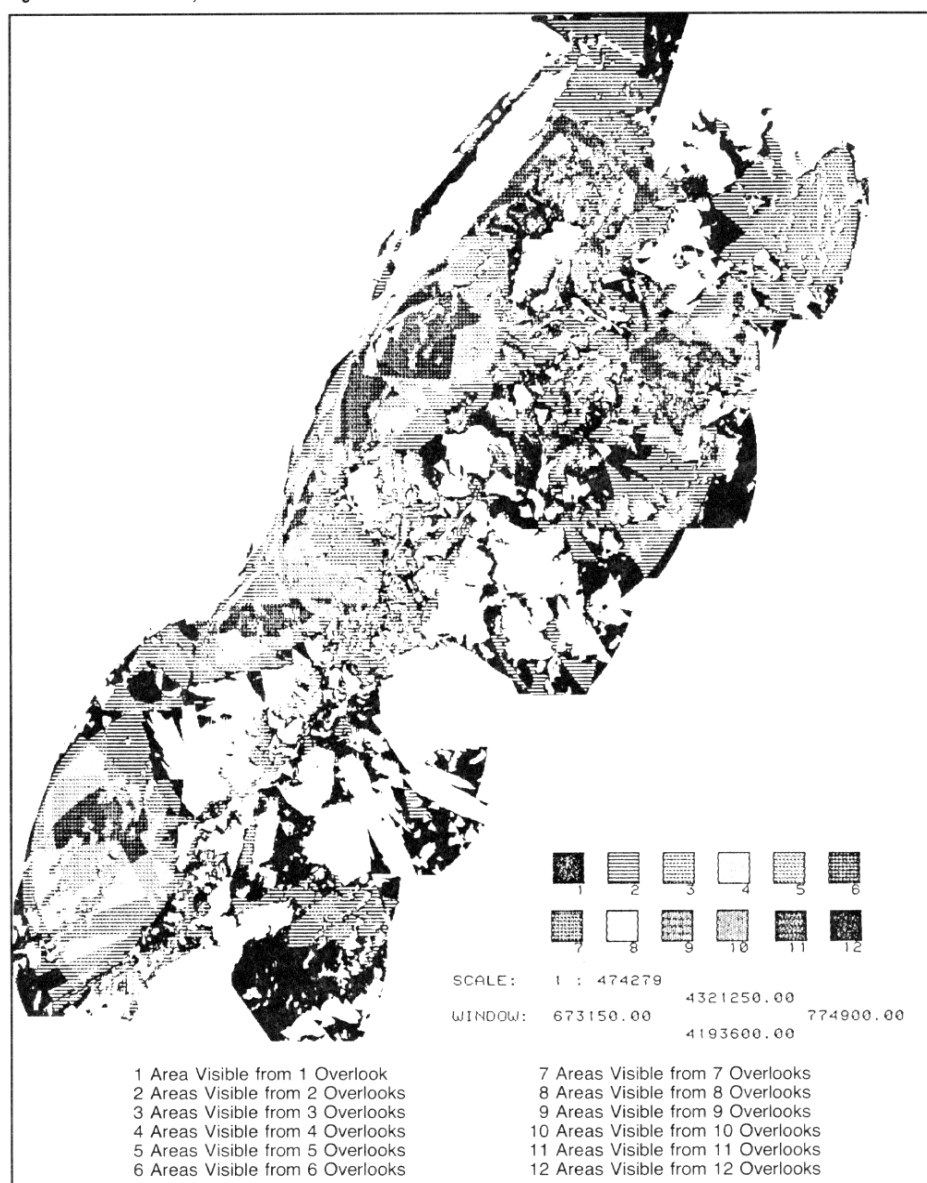 1 2 3 4 5 6
7 8 9 10 11 12
SCALE: 1 : 474279
4321250.00
WINDOW: 673150.00 774900.00
4193600.00
1 Area Visible from 1 Overlook
2 Areas Visible from 2 Overlooks
3 Areas Visible from 3 Overlooks
4 Areas Visible from 4 Overlooks
5 Areas Visible from 5 Overlooks
6 Areas Visible from 6 Overlooks
7 Areas Visible from 7 Overlooks
8 Areas Visible from 8 Overlooks
9 Areas Visible from 9 Overlooks
10 Areas Visible from 10 Overlooks
11 Areas Visible from 11 Overlooks
12 Areas Visible from 12 Overlooks